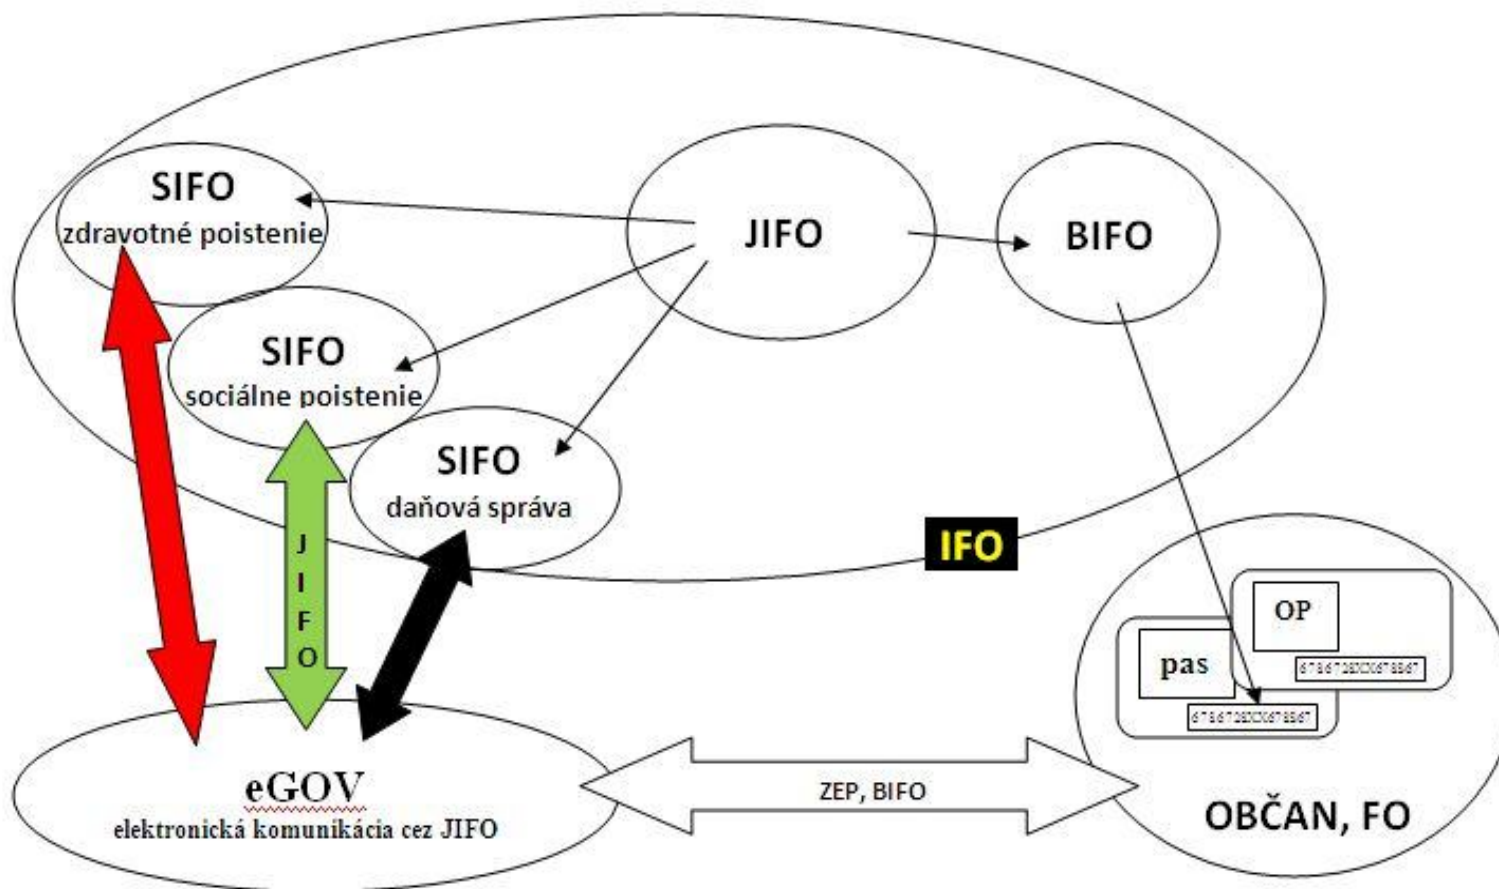 SIFO
zdravotné poistenie
JIFO
BIFO
SIFO
sociálne poistenie
SIFO
daňová správa
IFO
J
I
F
O
OP
pas
eGOV
elektronická komunikácia cez JIFO
ZEP, BIFO
OBČAN, FO